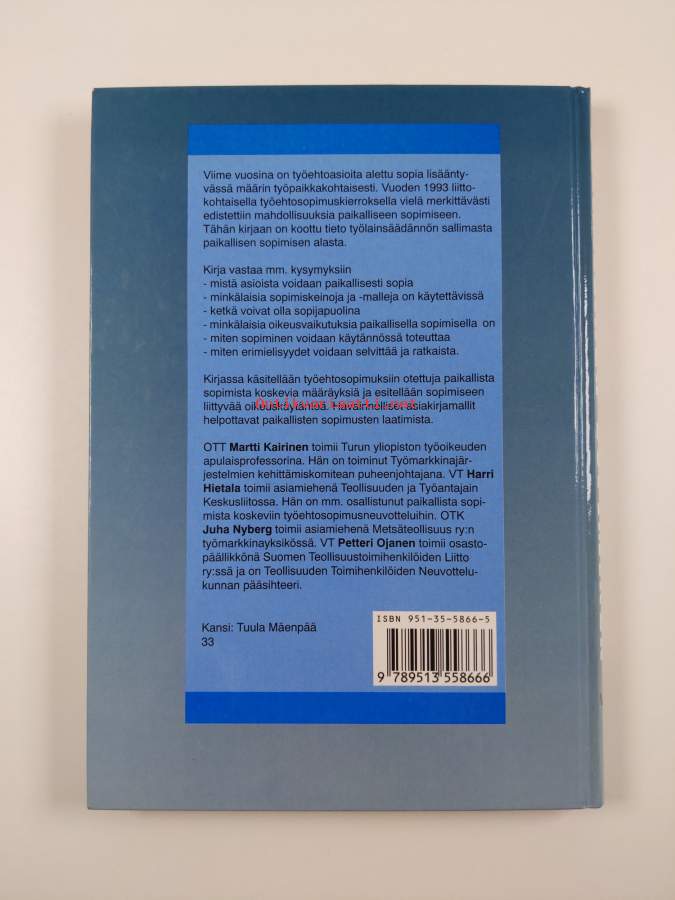 Viime vuosina on työehtoasioita alettu sopia lisäänty-
vässä määrin työpaikkakohtaisesti. Vuoden 1993 liitto-
kohtaisella työehtosopimuskierroksella vielä merkittävästi
edistettiin mahdollisuuksia paikalliseen sopimiseen.
Tähän kirjaan on koottu tieto työlainsäädännön sallimasta
paikallisen sopimisen alasta.
Kirja vastaa mm. kysymyksiin
- mistä asioista voidaan paikallisesti sopia
- minkälaisia sopimiskeinoja ja -malleja on käytettävissä
- ketkä voivat olla sopijapuolina
- minkälaisia oikeusvaikutuksia paikallisella sopimisella on
- miten sopiminen voidaan käytännössä toteuttaa
- miten erimielisyydet voidaan selvittää ja ratkaista.
Kirjassa käsitellään työehtosopimuksiin otettuja paikallista
sopimista koskevia määräyksiä ja esitellään sopimiseen
liittyvää oikeuskäytäntöä. Havainnolliset asiakirjamallit
helpottavat paikallisten sopimusten laatimista.
OTT Martti Kairinen toimii Turun yliopiston työoikeuden
apulaisprofessorina. Hän on toiminut Työmarkkinajär-
jestelmien kehittämiskomitean puheenjohtajana. VT Harri
Hietala toimii asiamiehenä Teollisuuden ja Työantajain
Keskusliitossa. Hän on mm. osallistunut paikallista sopi-
mista koskeviin työehtosopimusneuvotteluihin. OTK
Juha Nyberg toimii asiamiehenä Metsäteollisuus ry:n
työmarkkinayksikössä. VT Petteri Ojanen toimii osasto-
päällikkönä Suomen Teollisuustoimihenkilöiden Liitto
ry:ssä ja on Teollisuuden Toimihenkilöiden Neuvottelu-
kunnan pääsihteeri.
Kansi: Tuula Mäenpää
33
ISBN 951-35-5866-5
9 789513 558666